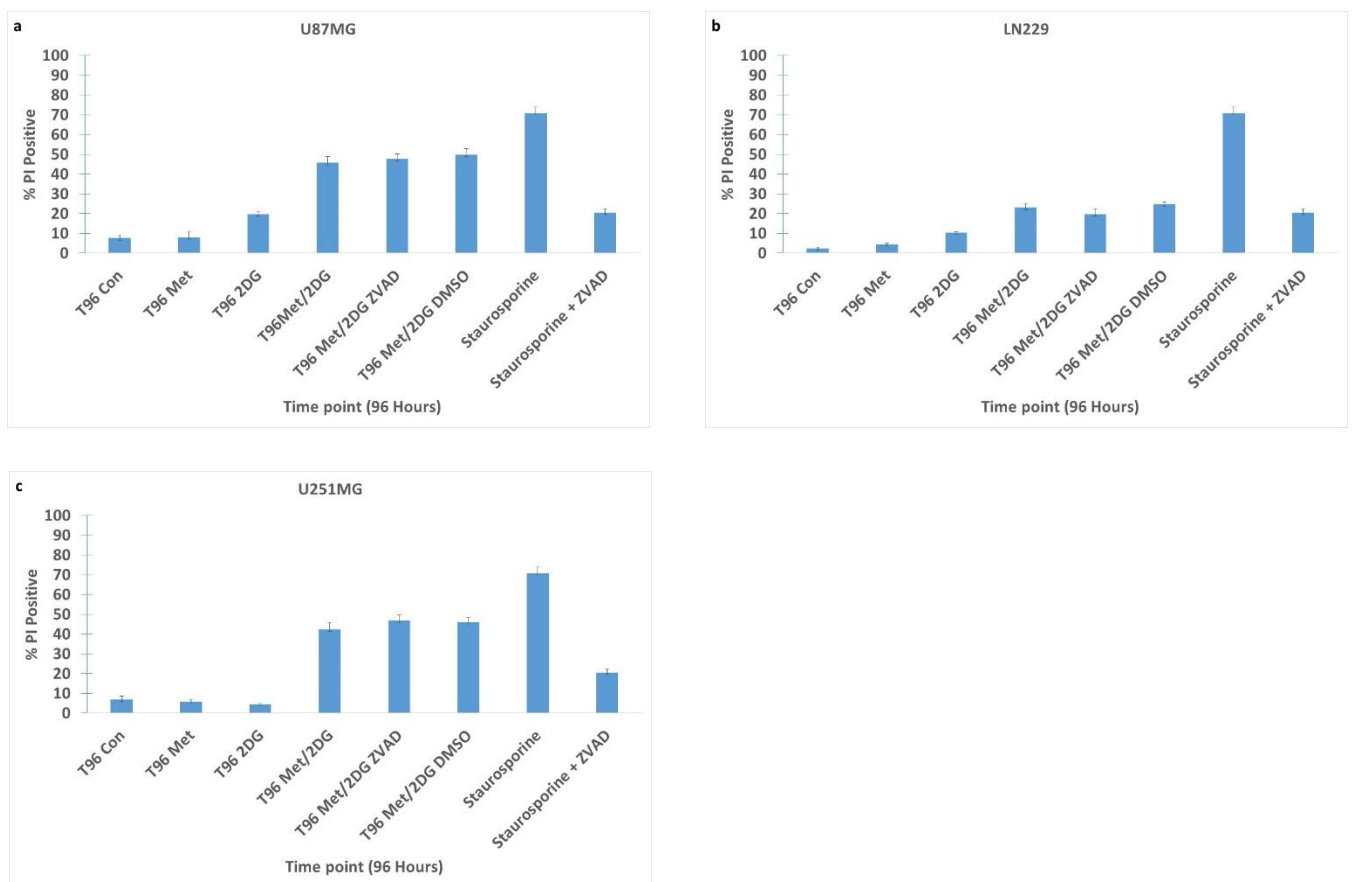 a
U87MG
% PI Positive
100
90
80
70
60
50
40
30
20
10
0
T96 Con
T96 Met
T96 2DG
T96Met/2DG
T96 Met/2DG ZVAD
T96 Met/2DG DMSO
Staurosporine
Staurosporine + ZVAD
Time point (96 Hours)
b
LN229
% PI Positive
100
90
80
70
60
50
40
30
20
10
0
T96 Con
T96 Met
T96 2DG
T96 Met/2DG
T96 Met/2DG ZVAD
T96 Met/2DG DMSO
Staurosporine
Staurosporine + ZVAD
Time point (96 Hours)
c
U251MG
% PI Positive
100
90
80
70
60
50
40
30
20
10
0
T96 Con
T96 Met
T96 2DG
T96 Met/2DG
T96 Met/2DG ZVAD
T96 Met/2DG DMSO
Staurosporine
Staurosporine + ZVAD
Time point (96 Hours)